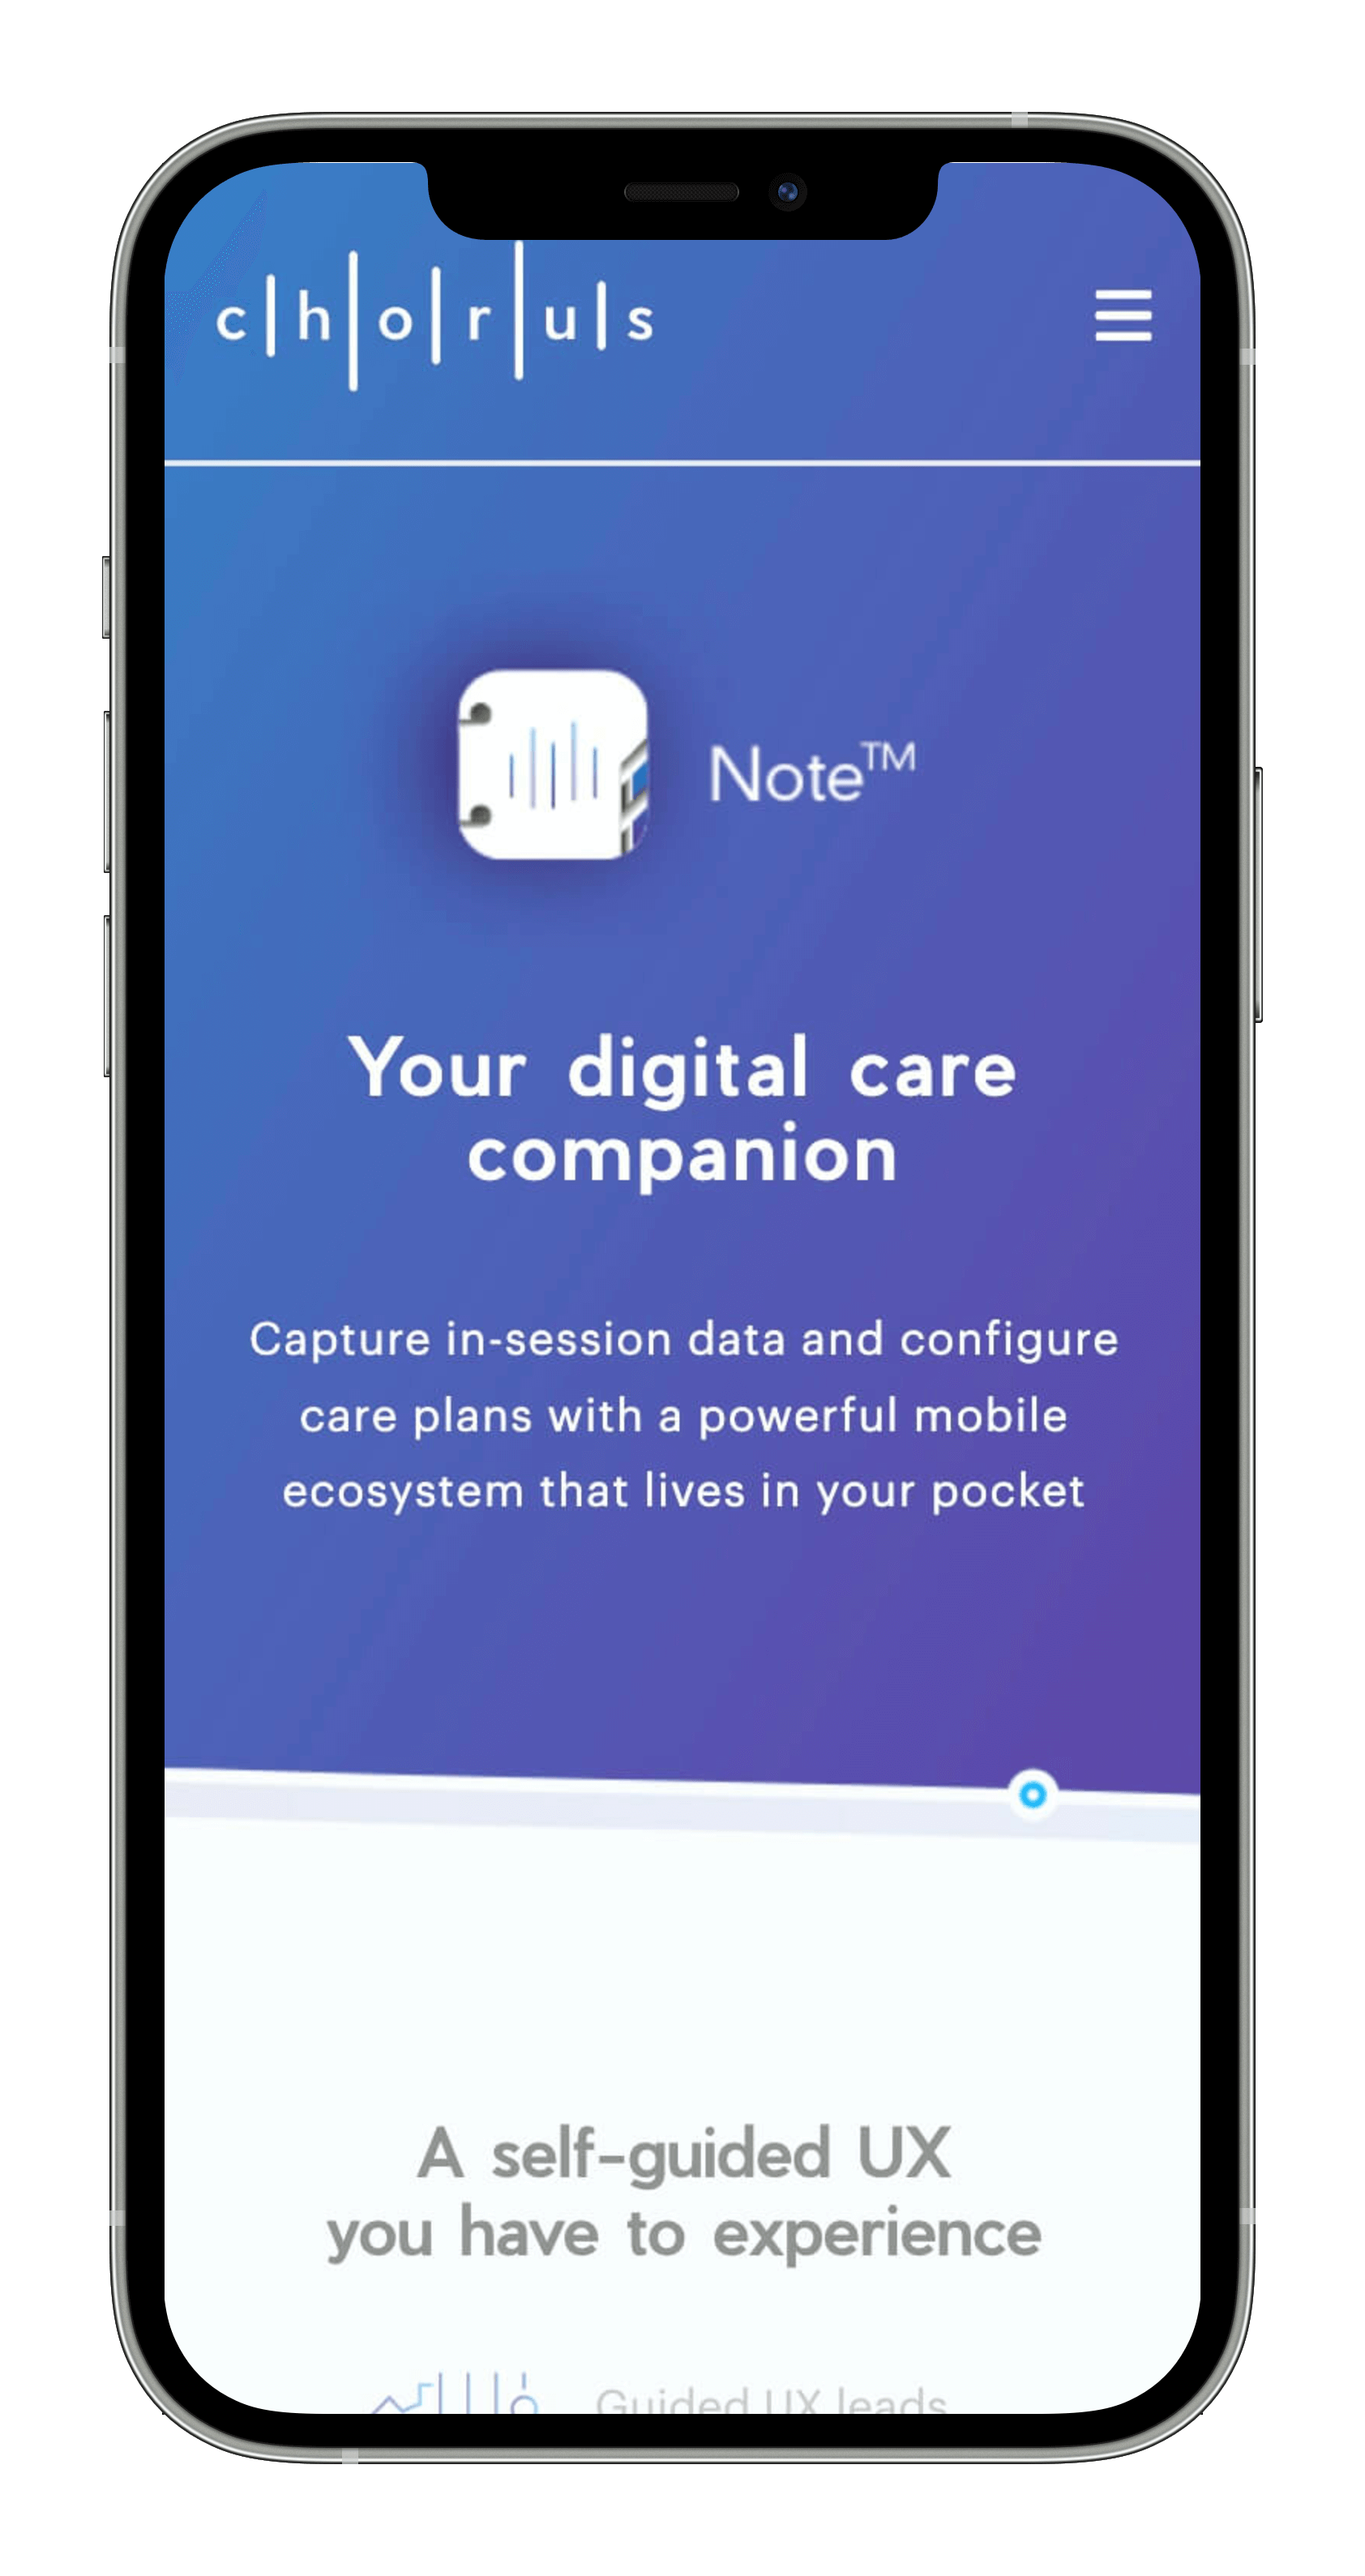 c|h|o|r|u|s
Note™
Your digital care
companion
Capture in-session data and configure
care plans with a powerful mobile
ecosystem that lives in your pocket
A self-guided UX
you have to experience
Guided UX leads